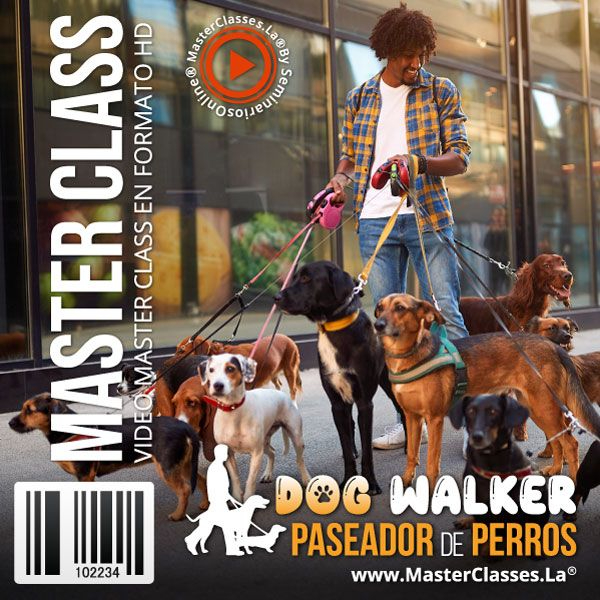 MasterClasses.La® By SeminariosOnline®
MASTER CLASS
VIDEO MASTER CLASS EN FORMATO HD
DOG WALKER
PASEADOR DE PERROS
www.MasterClasses.La®
102234